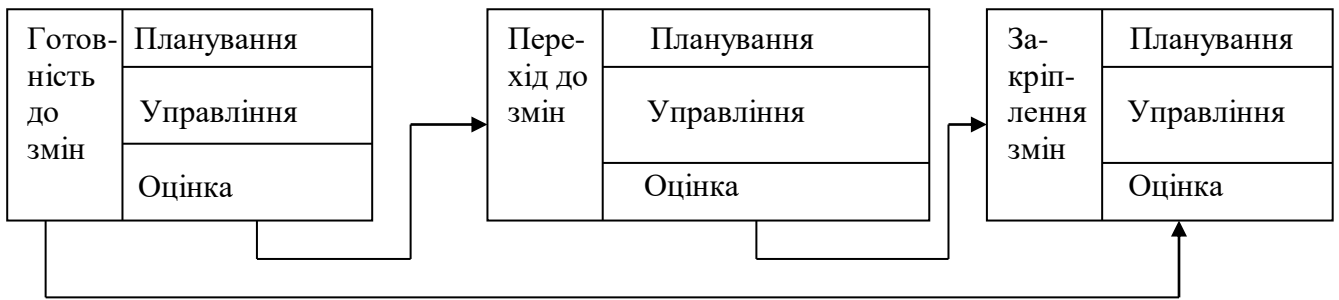 Готов-
ність
до
змін
Планування
Управління
Оцінка
Пере-
хід до
змін
Планування
Управління
Оцінка
За-
кріп-
лення
змін
Планування
Управління
Оцінка